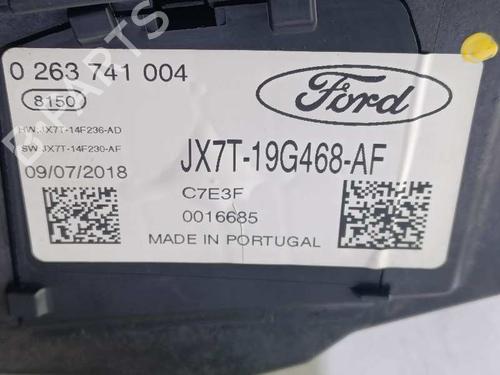 0 263 741 004
8150
HW:JX7T-14F236-AD
SW:JX7T-14F230-AF
09/07/2018
Ford
JX7T-19G468-AF
C7E3F
0016685
MADE IN PORTUGAL
B-PARTS